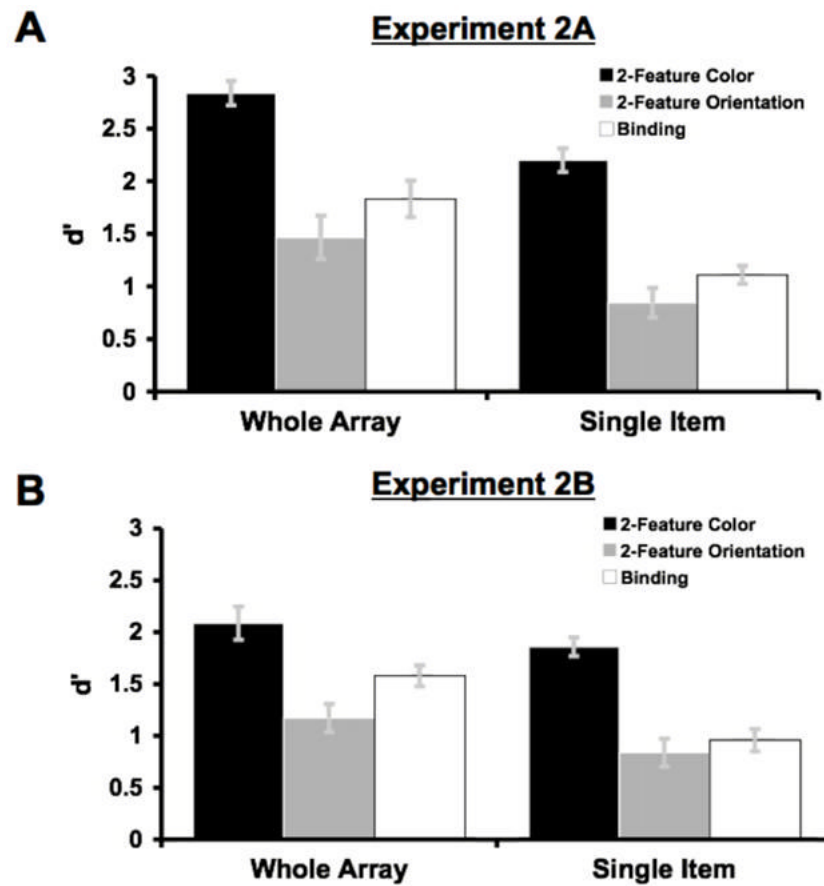 A
Experiment 2A
3
2.5
2
1.5
1
0.5
0
d'
2-Feature Color
2-Feature Orientation
Binding
Whole Array
Single Item
B
Experiment 2B
3
2.5
2
1.5
1
0.5
0
d'
2-Feature Color
2-Feature Orientation
Binding
Whole Array
Single Item